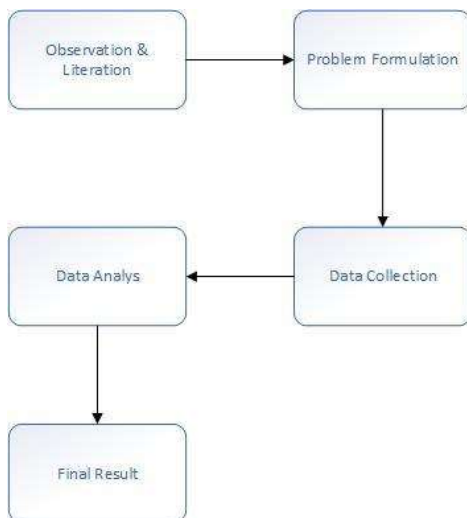 Observation &
Literation
Problem Formulation
Data Collection
Data Analys
Final Result